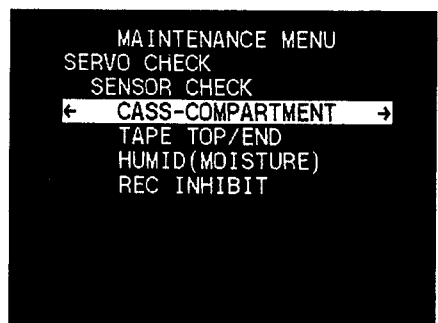 MAINTENANCE MENU
SERVO CHECK
SENSOR CHECK
← CASS-COMPARTMENT →
TAPE TOP/END
HUMID(MOISTURE)
REC INHIBIT